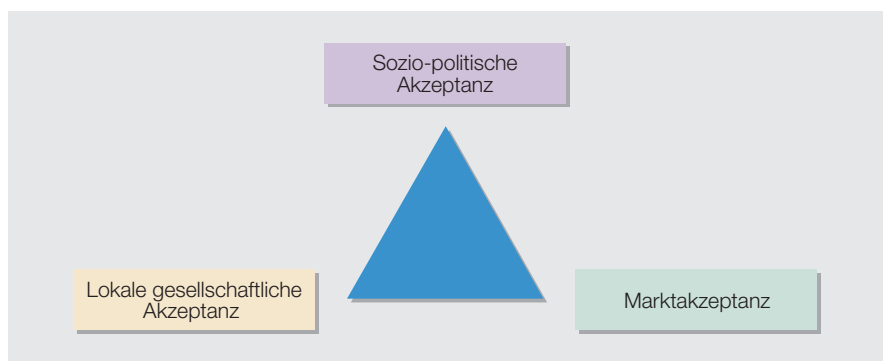 Sozio-politische
Akzeptanz
Lokale gesellschaftliche
Akzeptanz
Marktakzeptanz